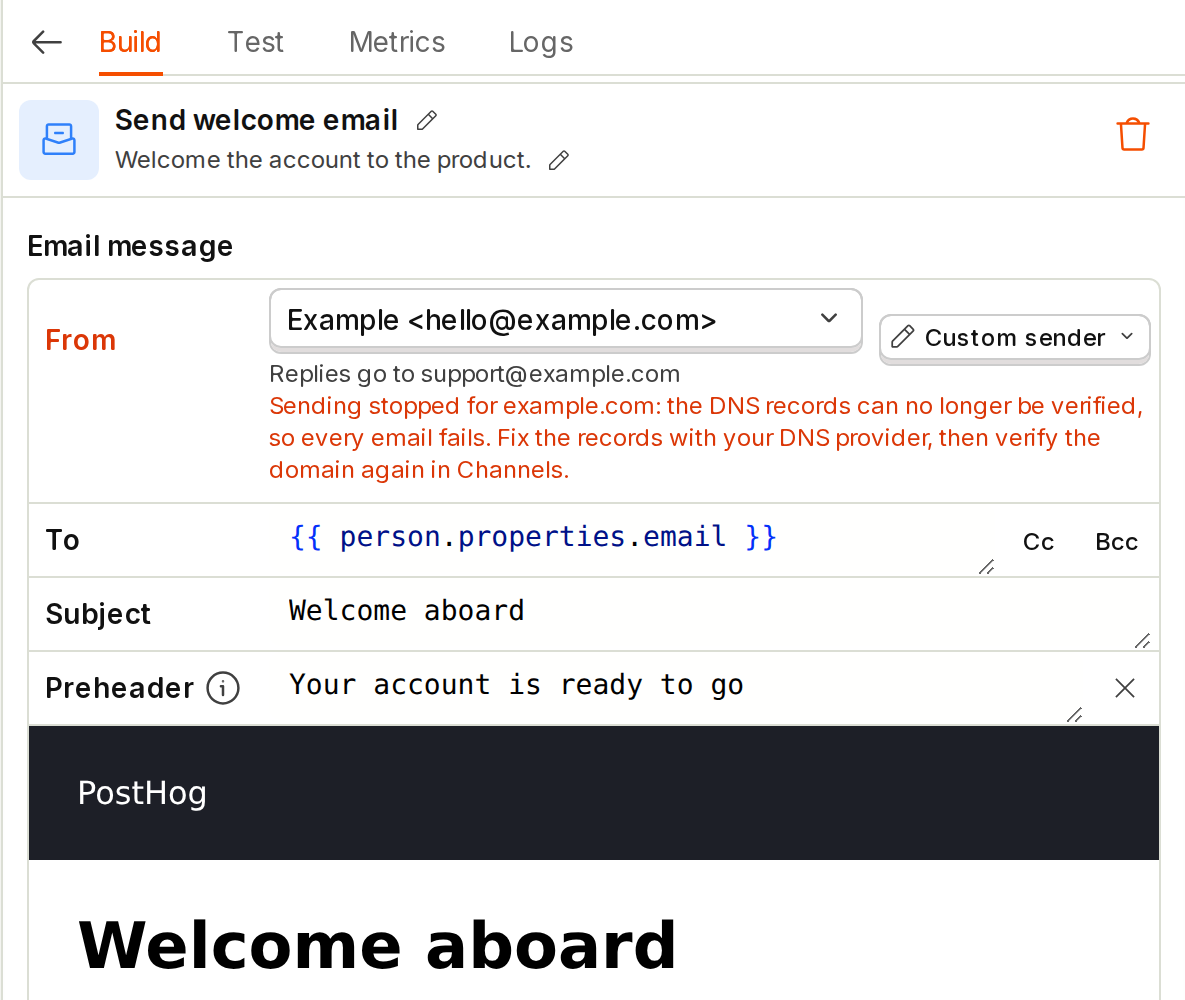 Build Test Metrics Logs
Send welcome email
Welcome the account to the product.
Email message
From
Example <hello@example.com>
Custom sender
Replies go to support@example.com
Sending stopped for example.com: the DNS records can no longer be verified,
so every email fails. Fix the records with your DNS provider, then verify the
domain again in Channels.
To {{ person.properties.email }} Cc Bcc
Subject Welcome aboard
Preheader Your account is ready to go
PostHog
Welcome aboard